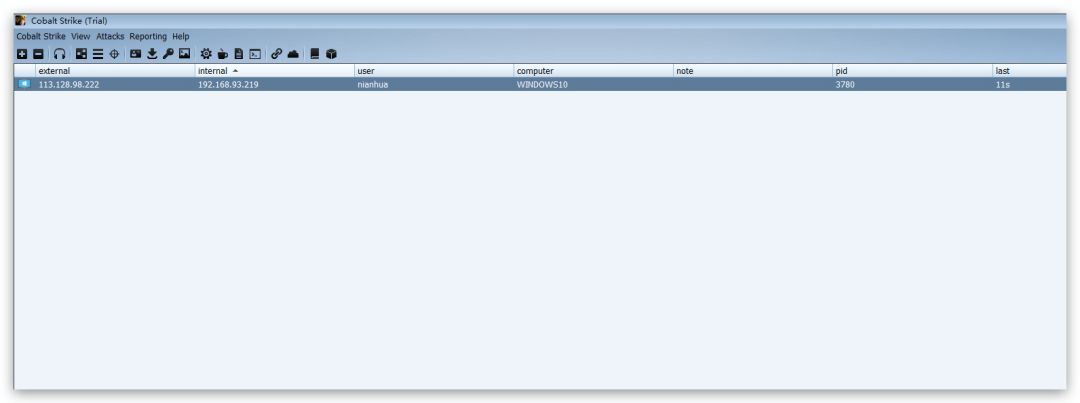 Cobalt Strike (Trial)
Cobalt Strike View Attacks Reporting Help
external internal user computer note pid last
113.128.98.222 192.168.93.219 nianhua WINDOWS10 3780 11s